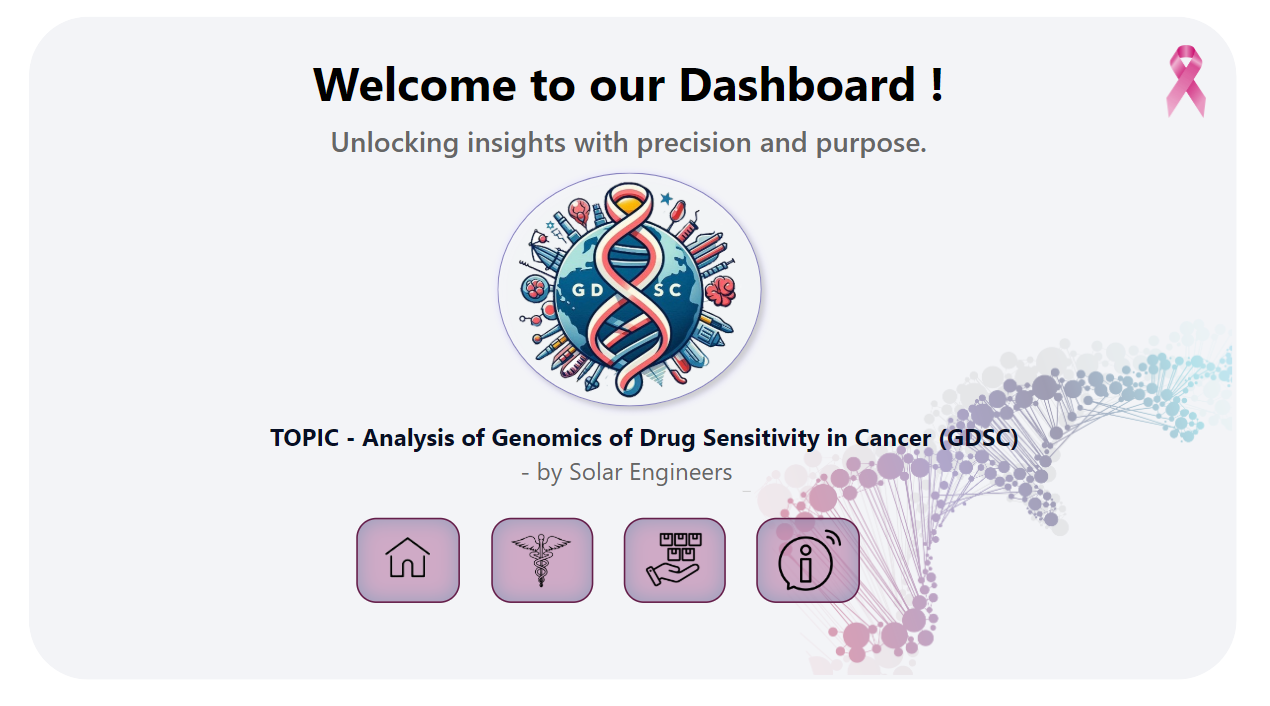 Welcome to our Dashboard !
Unlocking insights with precision and purpose.
GD SC
TOPIC - Analysis of Genomics of Drug Sensitivity in Cancer (GDSC)
- by Solar Engineers